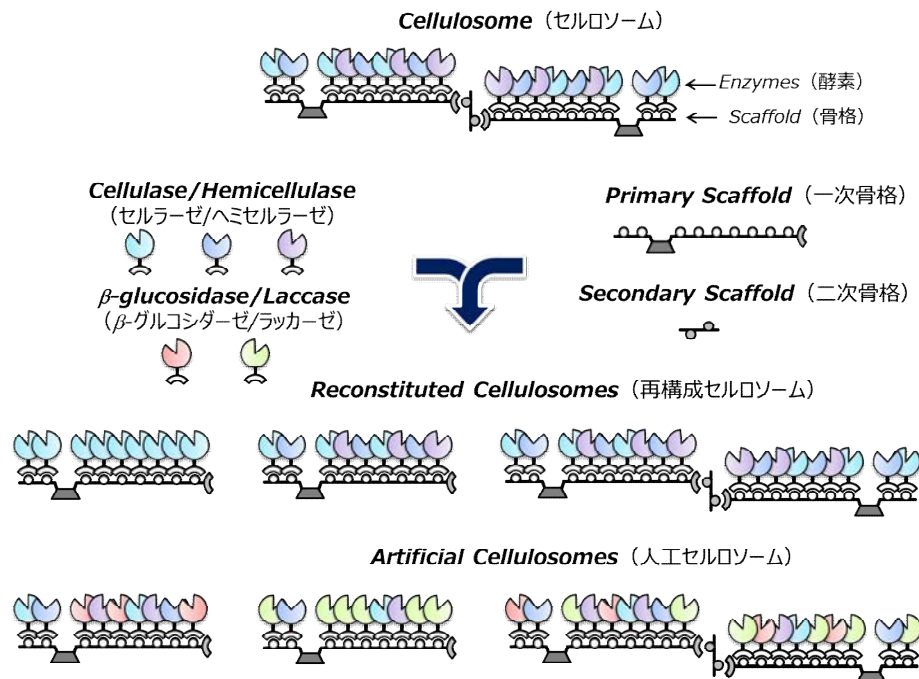 Cellulosome（セルロソーム）
Enzymes（酵素）
Scaffold（骨格）
Cellulase/Hemicellulase
（セルラーゼ/ヘミセルラーゼ）
Primary Scaffold（一次骨格）
β-glucosidase/Laccase
（β-グルコシダーゼ/ラッカーゼ）
Secondary Scaffold（二次骨格）
Reconstituted Cellulosomes（再構成セルロソーム）
Artificial Cellulosomes（人工セルロソーム）